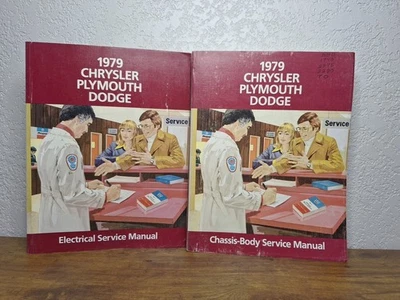 1979
CHRYSLER
PLYMOUTH
DODGE
Service
Electrical Service Manual
1979
CHRYSLER
PLYMOUTH
DODGE
Service
Chassis-Body Service Manual